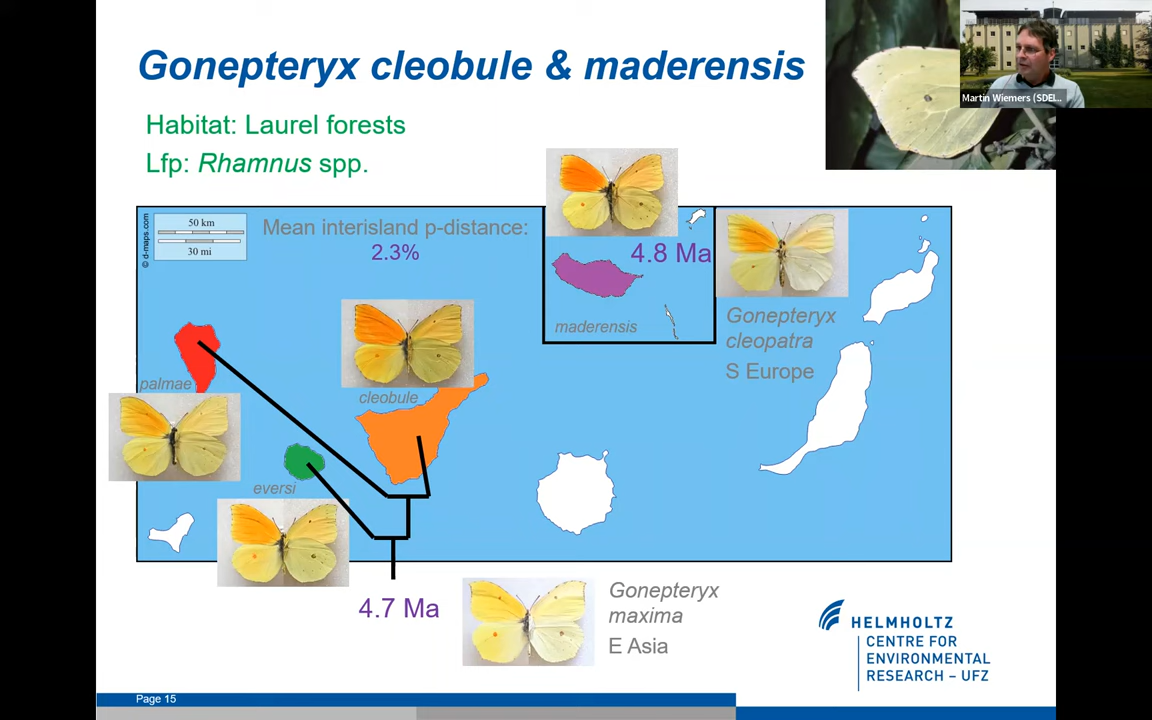 Gonepteryx cleobule & maderensis
Martin Wiemers (SDEI...
Habitat: Laurel forests
Lfp: Rhamnus spp.
© d-maps.com
50 km
30 mi
Mean interisland p-distance:
2.3%
4.8 Ma
maderensis
Gonepteryx
cleopatra
S Europe
palmae
cleobule
eversi
4.7 Ma
Gonepteryx
maxima
E Asia
HELMHOLTZ
CENTRE FOR
ENVIRONMENTAL
RESEARCH – UFZ
Page 15